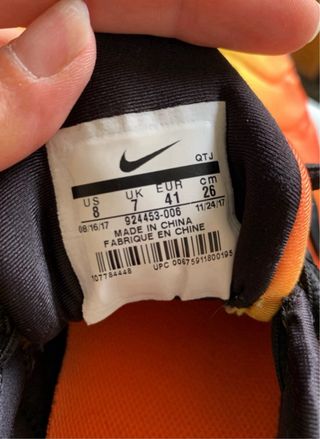 QTJ
US UK EUR cm
8 7 41 26
08/16/17 924453-006 11/24/17
MADE IN CHINA
FABRIQUE EN CHINE
107784448 UPC 00675911800195